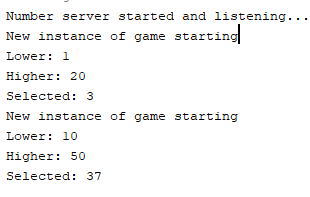 Number server started and listening...
New instance of game starting
Lower: 1
Higher: 20
Selected: 3
New instance of game starting
Lower: 10
Higher: 50
Selected: 37